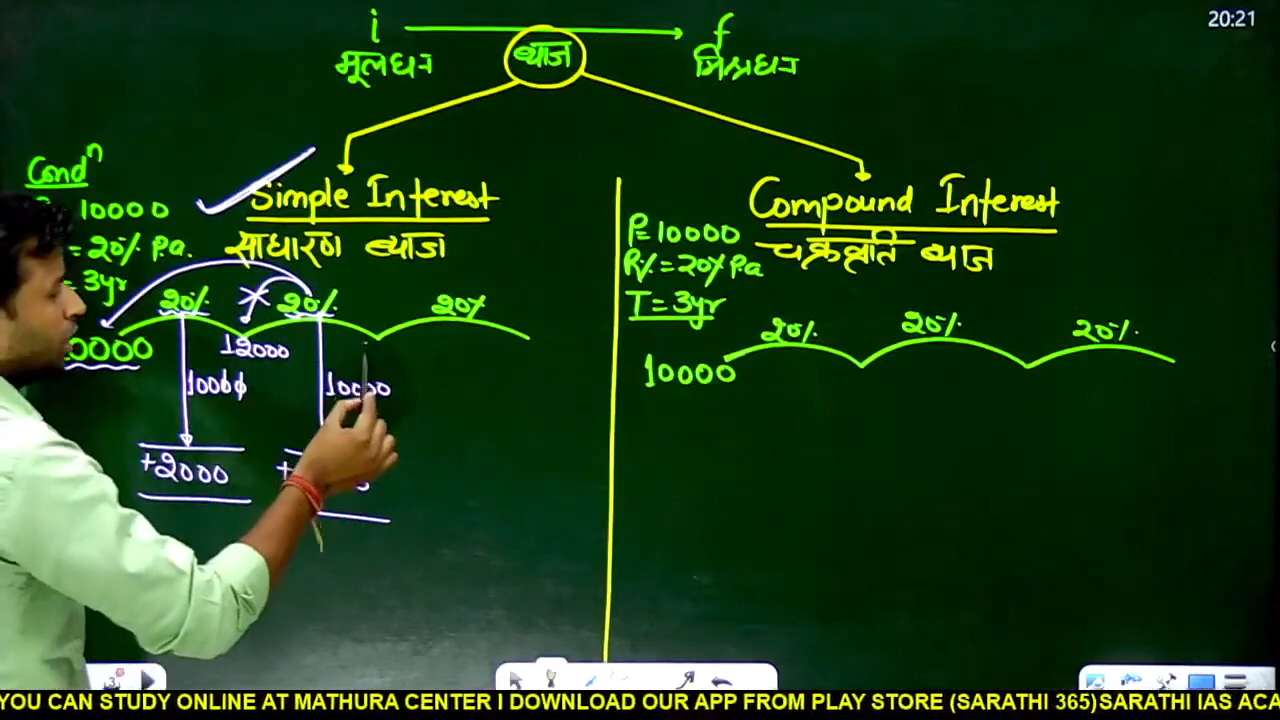 20:21
i f
मूलधन ब्याज मिश्रधन
Condⁿ
10000
= 20% P.a.
= 3yr
Simple Interest
साधारण ब्याज
20% 20% 20%
0000 12000
10000 10000
+2000 +
Compound Interest
चक्रवृति ब्याज
P = 10000
R% = 20% P.a
T = 3yr
20% 20% 20%
10000
YOU CAN STUDY ONLINE AT MATHURA CENTER I DOWNLOAD OUR APP FROM PLAY STORE (SARATHI 365) SARATHI IAS ACA